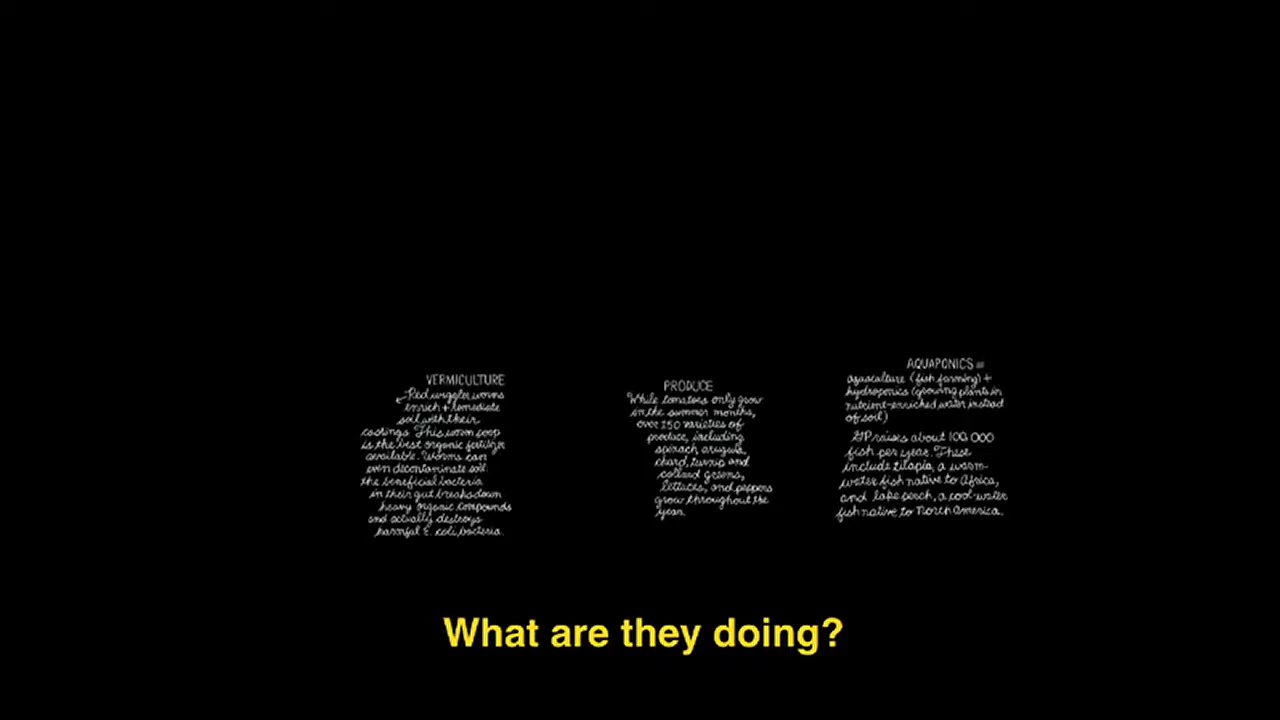 VERMICULTURE
Red wiggler worms
enrich + remediate
soil with their
castings. This worm poop
is the best organic fertilizer
available. Worms can
even decontaminate soil:
the beneficial bacteria
in their gut breaks down
heavy organic compounds
and actually destroys
harmful E. coli bacteria.
PRODUCE
While tomatoes only grow
in the summer months,
over 150 varieties of
produce, including
spinach arugula,
chard, turnip and
collard greens,
lettuces, and peppers
grow throughout the
year.
AQUAPONICS =
aquaculture (fish farming) +
hydroponics (growing plants in
nutrient-enriched water instead
of soil)
GP raises about 100,000
fish per year. These
include tilapia, a warm-
water fish native to Africa,
and lake perch, a cool-water
fish native to North America.
What are they doing?